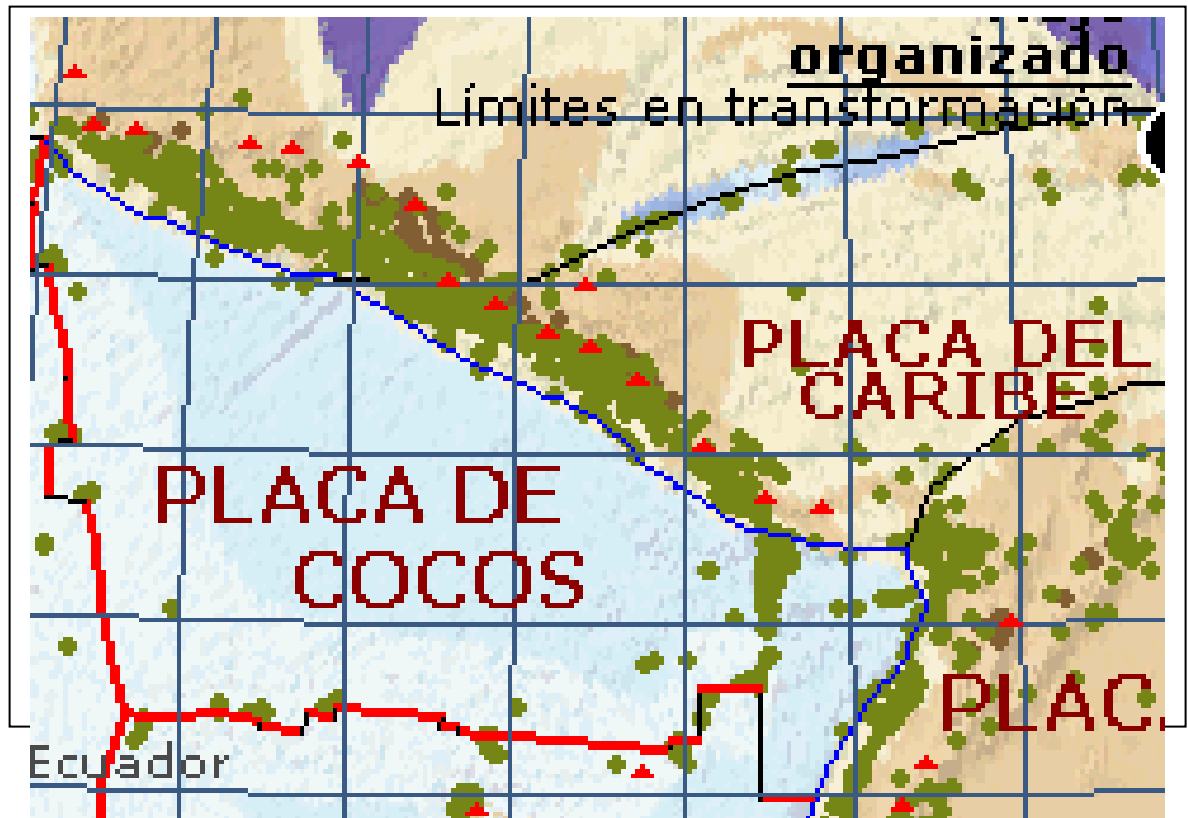 organizado
Límites en transformación
PLACA DEL
CARIBE
PLACA DE
COCOS
PLAC
Ecuador